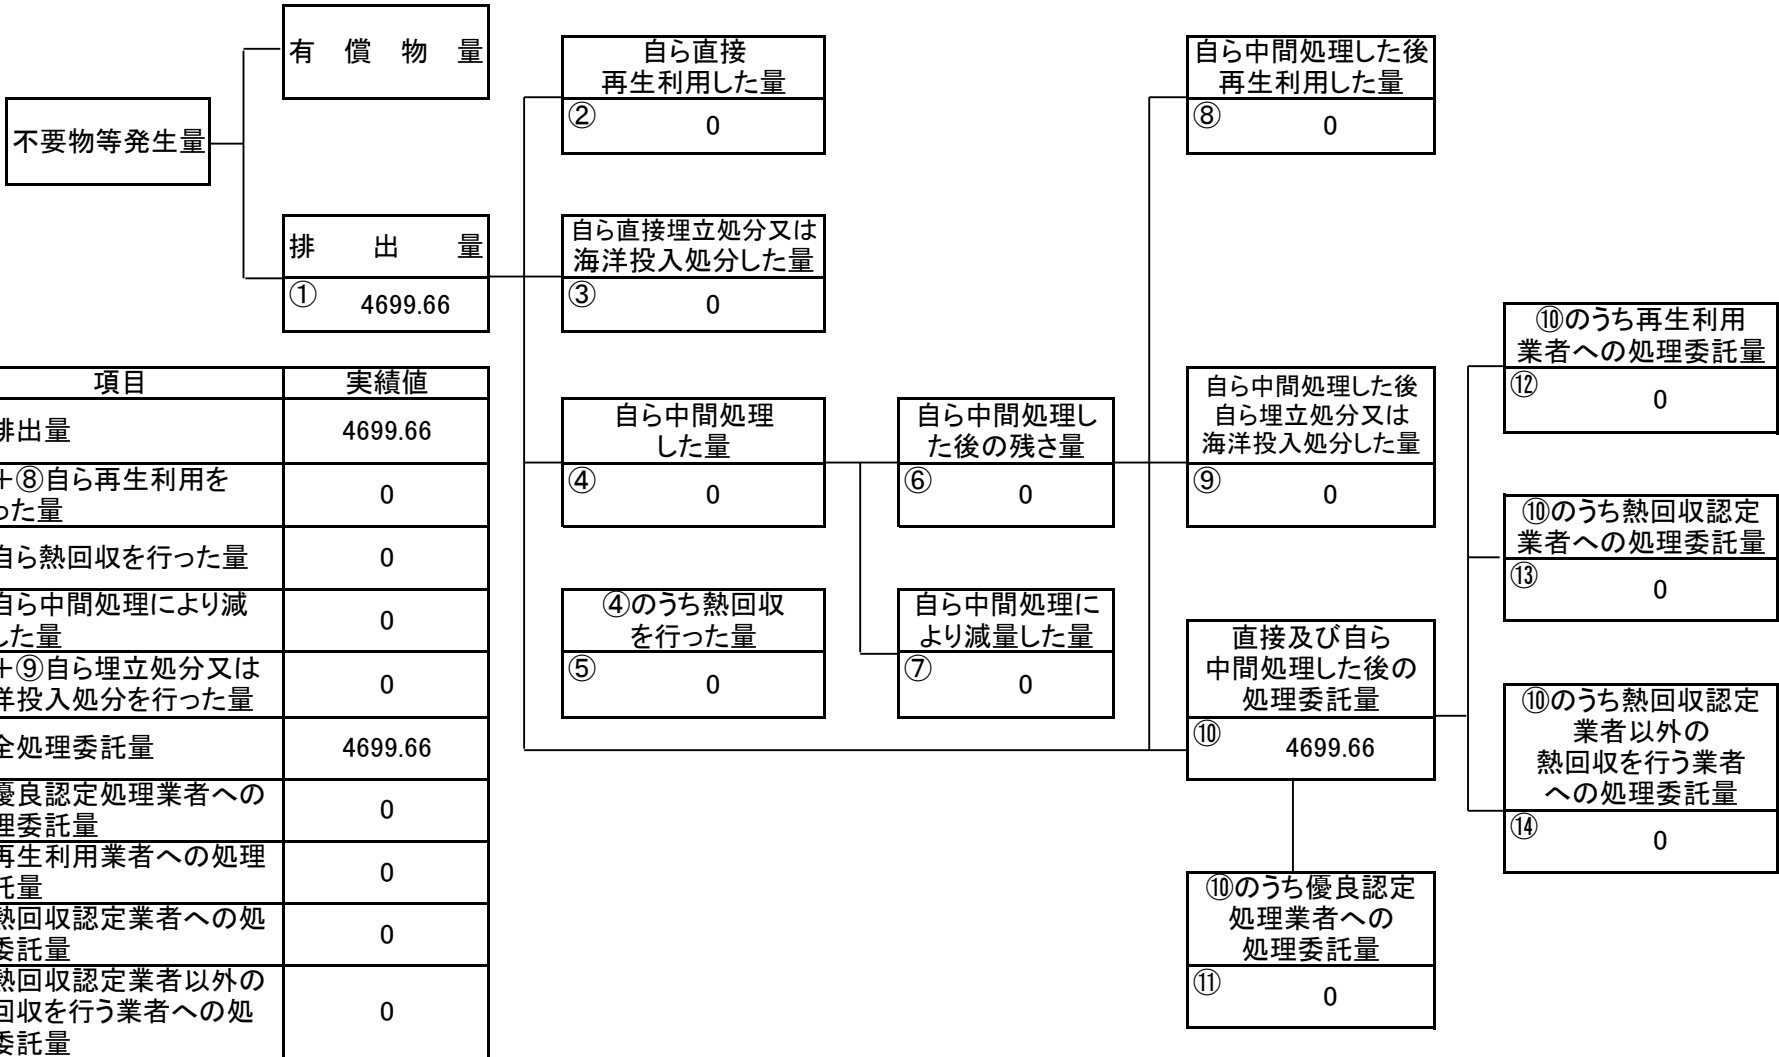 有償物量
不要物等発生量
排出量
①
4699.66
自ら直接
再生利用した量
②
0
自ら直接埋立処分又は
海洋投入処分した量
③
0
自ら中間処理
した量
④
0
④のうち熱回収
を行った量
⑤
0
自ら中間処理し
た後の残さ量
⑥
0
自ら中間処理に
より減量した量
⑦
0
自ら中間処理した後
再生利用した量
⑧
0
自ら中間処理した後
自ら埋立処分又は
海洋投入処分した量
⑨
0
直接及び自ら
中間処理した後の
処理委託量
⑩
4699.66
⑩のうち優良認定
処理業者への
処理委託量
⑪
0
⑩のうち再生利用
業者への処理委託量
⑫
0
⑩のうち熱回収認定
業者への処理委託量
⑬
0
⑩のうち熱回収認定
業者以外の
熱回収を行う業者
への処理委託量
⑭
0
項目
実績値
排出量
4699.66
+⑧自ら再生利用を
った量
0
自ら熱回収を行った量
0
自ら中間処理により減
した量
0
+⑨自ら埋立処分又は
洋投入処分を行った量
0
全処理委託量
4699.66
優良認定処理業者への
理委託量
0
再生利用業者への処理
託量
0
熱回収認定業者への処
委託量
0
熱回収認定業者以外の
回収を行う業者への処
委託量
0